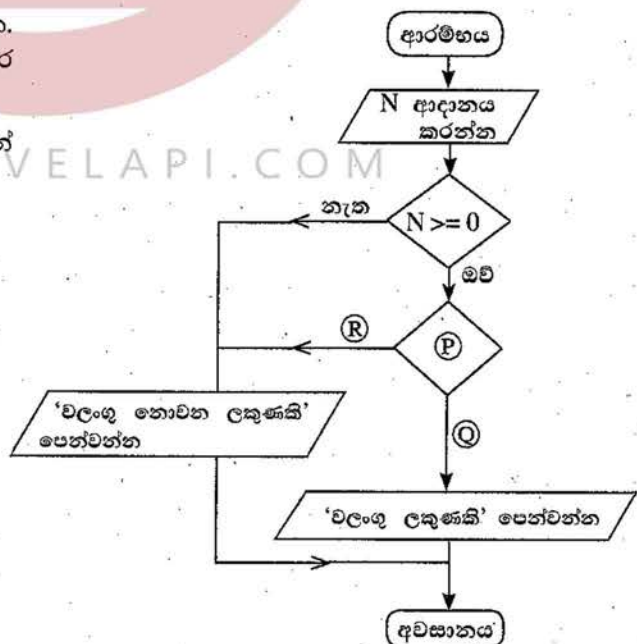 ආරම්භය
N ආදානය
කරන්න
VELAPI.COM
නැත
N >= 0
ඔව්
R
P
'වලංගු නොවන ලකුණකි'
පෙන්වන්න
Q
'වලංගු ලකුණකි' පෙන්වන්න
අවසානය